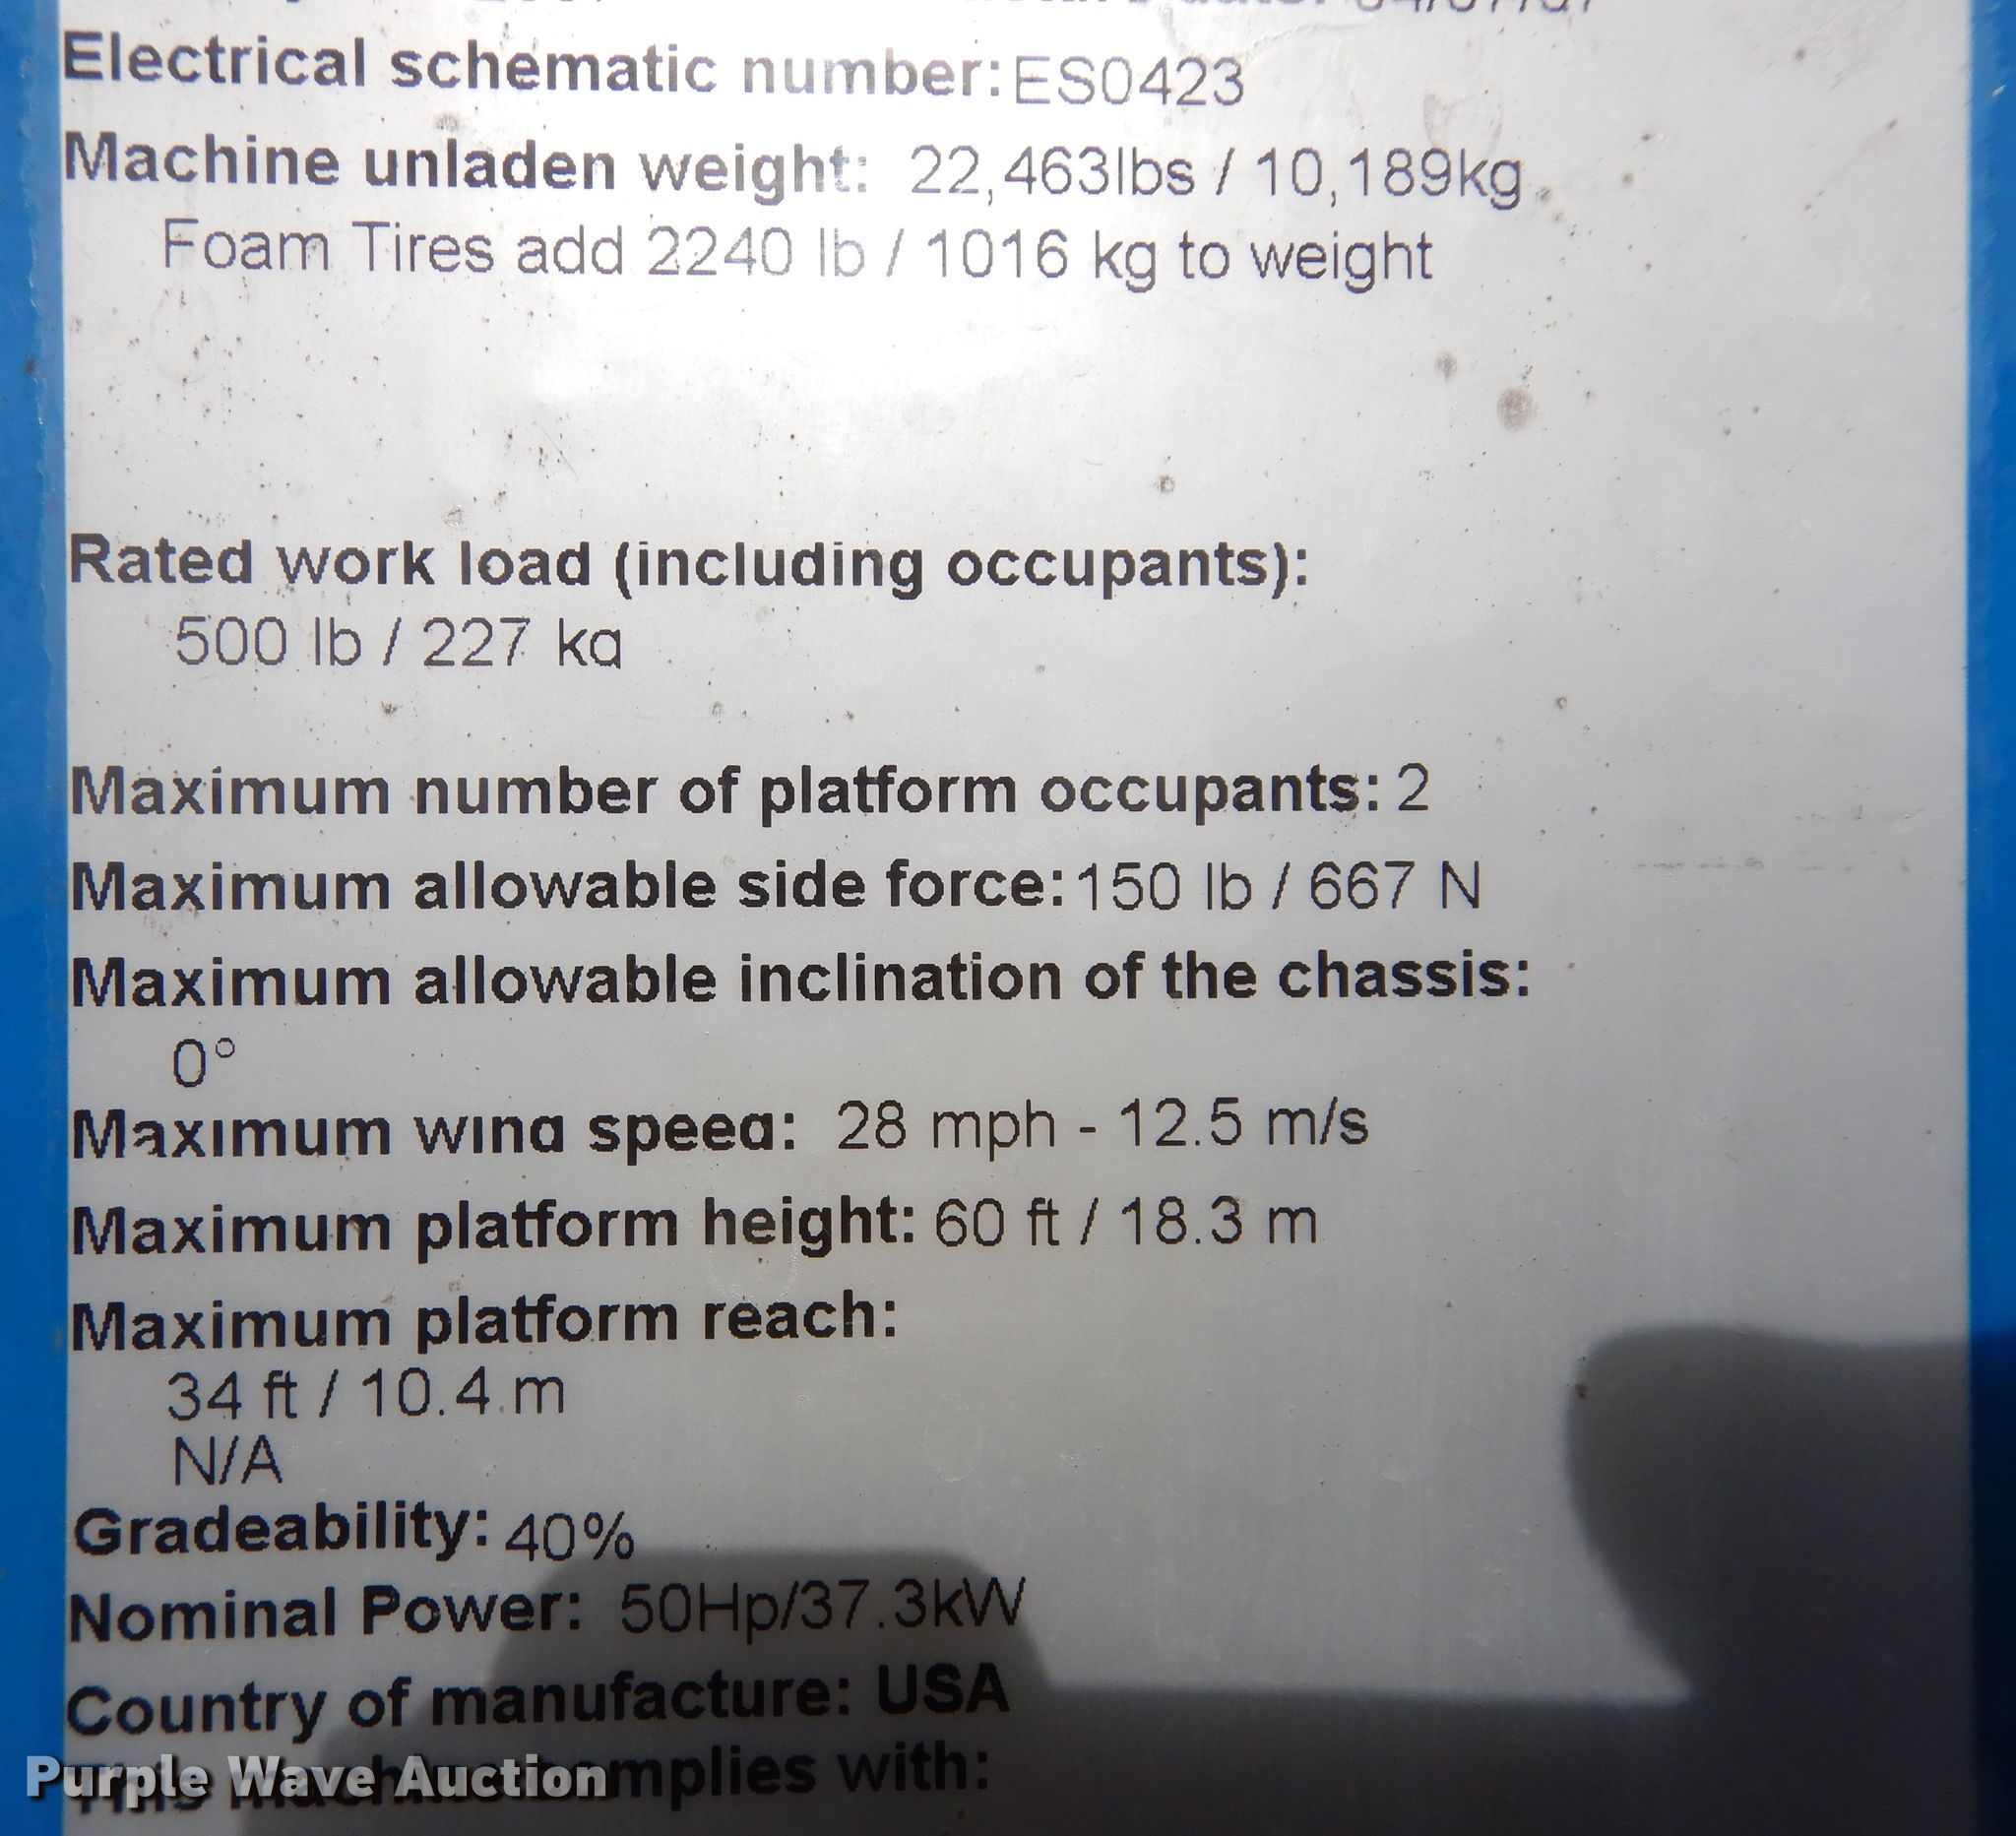 Electrical schematic number: ES0423
Machine unladen weight: 22,463lbs / 10,189kg
Foam Tires add 2240 lb / 1016 kg to weight
Rated work load (including occupants):
500 lb / 227 kg
Maximum number of platform occupants: 2
Maximum allowable side force: 150 lb / 667 N
Maximum allowable inclination of the chassis:
0°
Maximum wind speed: 28 mph - 12.5 m/s
Maximum platform height: 60 ft / 18.3 m
Maximum platform reach:
34 ft / 10.4 m
N/A
Gradeability: 40%
Nominal Power: 50Hp/37.3kW
Country of manufacture: USA
This machine complies with:
Purple Wave Auction